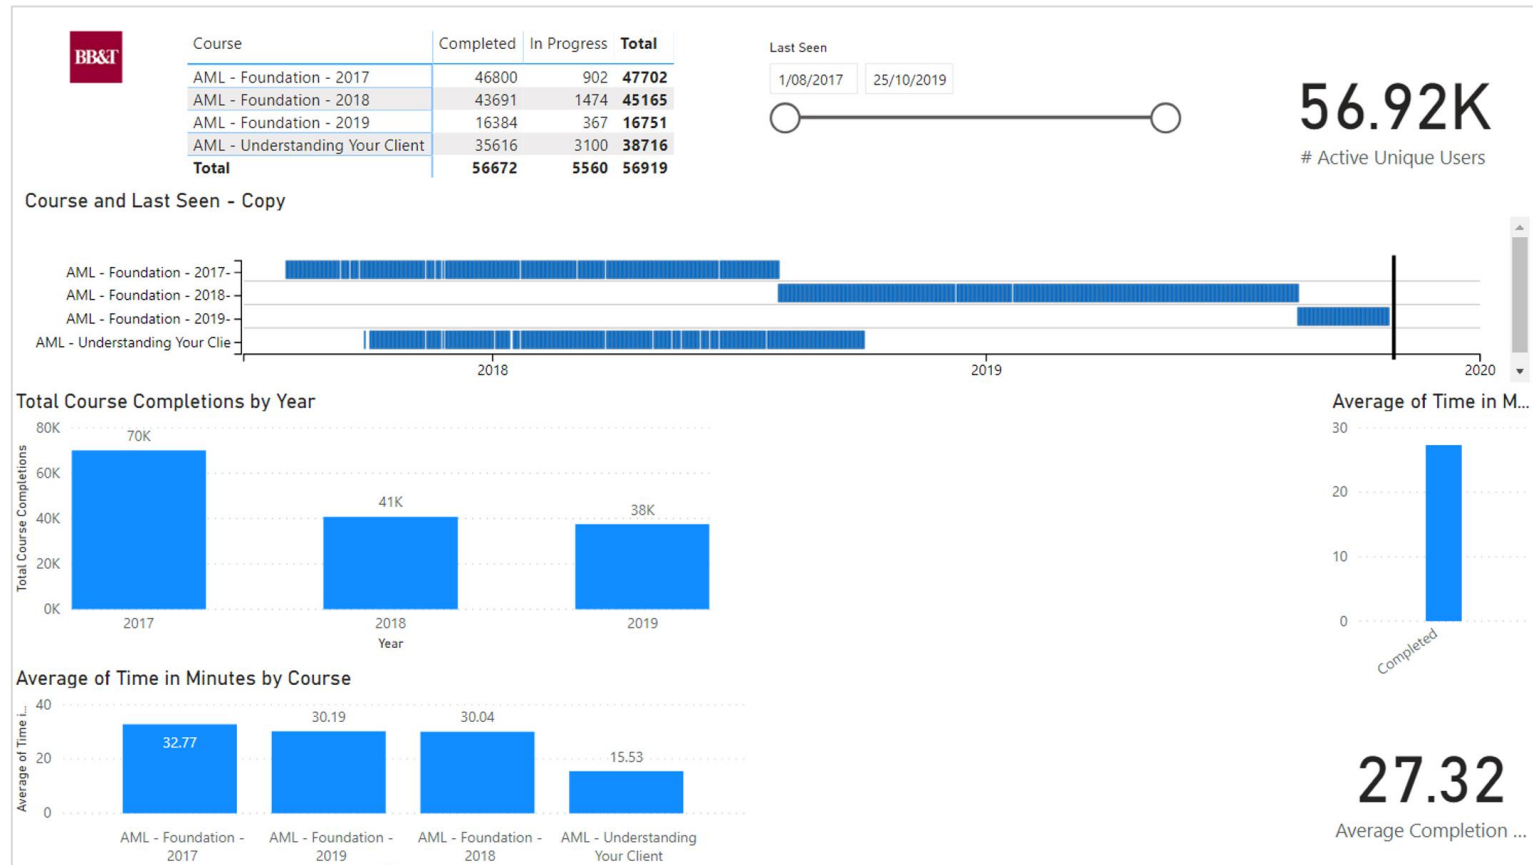 BB&T
Course Completed In Progress Total
AML - Foundation - 2017 46800 902 47702
AML - Foundation - 2018 43691 1474 45165
AML - Foundation - 2019 16384 367 16751
AML - Understanding Your Client 35616 3100 38716
Total 56672 5560 56919
Last Seen
1/08/2017 25/10/2019
56.92K
# Active Unique Users
Course and Last Seen - Copy
AML - Foundation - 2017-
AML - Foundation - 2018-
AML - Foundation - 2019-
AML - Understanding Your Clie
2018 2019 2020
Total Course Completions by Year
Total Course Completions
80K
60K
40K
20K
0K
70K
41K
38K
2017 2018 2019
Year
Average of Time in M...
30
20
10
0
Completed
Average of Time in Minutes by Course
Average of Time i...
40
20
0
32.77
30.19
30.04
15.53
AML - Foundation -
2017
AML - Foundation -
2019
AML - Foundation -
2018
AML - Understanding
Your Client
27.32
Average Completion ...